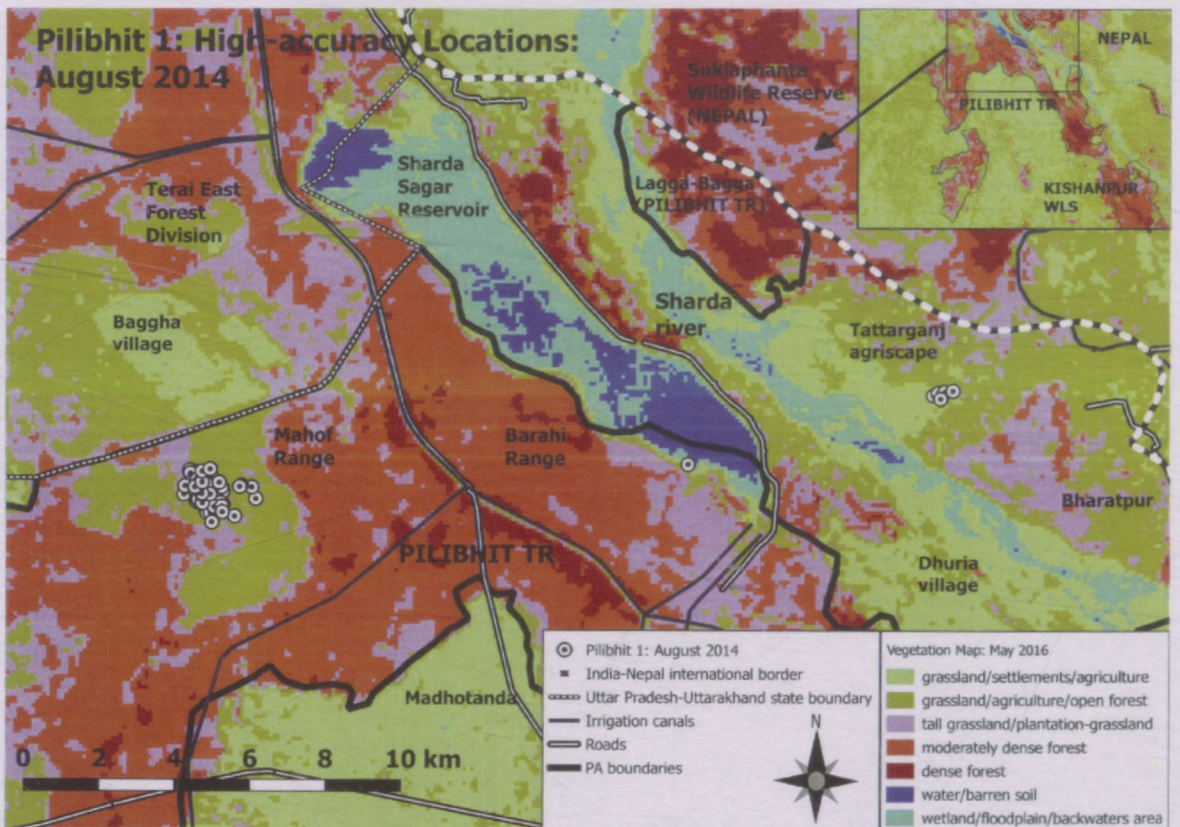 Pilibhit 1: High-accuracy Locations:
August 2014
Suklaphanta
Wildlife Reserve
(NEPAL)
NEPAL
PILIBHIT TR
KISHANPUR
WLS
Sharda
Sagar
Reservoir
Lagga-Bagga
(PILIBHIT TR)
Terai East
Forest
Division
Sharda
river
Baggha
village
Tattarganj
agriscape
Mahof
Range
Barahi
Range
Bharatpur
PILIBHIT TR
Dhuria
village
Madhotanda
0 2 4 6 8 10 km
Pilibhit 1: August 2014
India-Nepal international border
Uttar Pradesh-Uttarakhand state boundary
Irrigation canals
Roads
PA boundaries
N
Vegetation Map: May 2016
grassland/settlements/agriculture
grassland/agriculture/open forest
tall grassland/plantation-grassland
moderately dense forest
dense forest
water/barren soil
wetland/floodplain/backwaters area